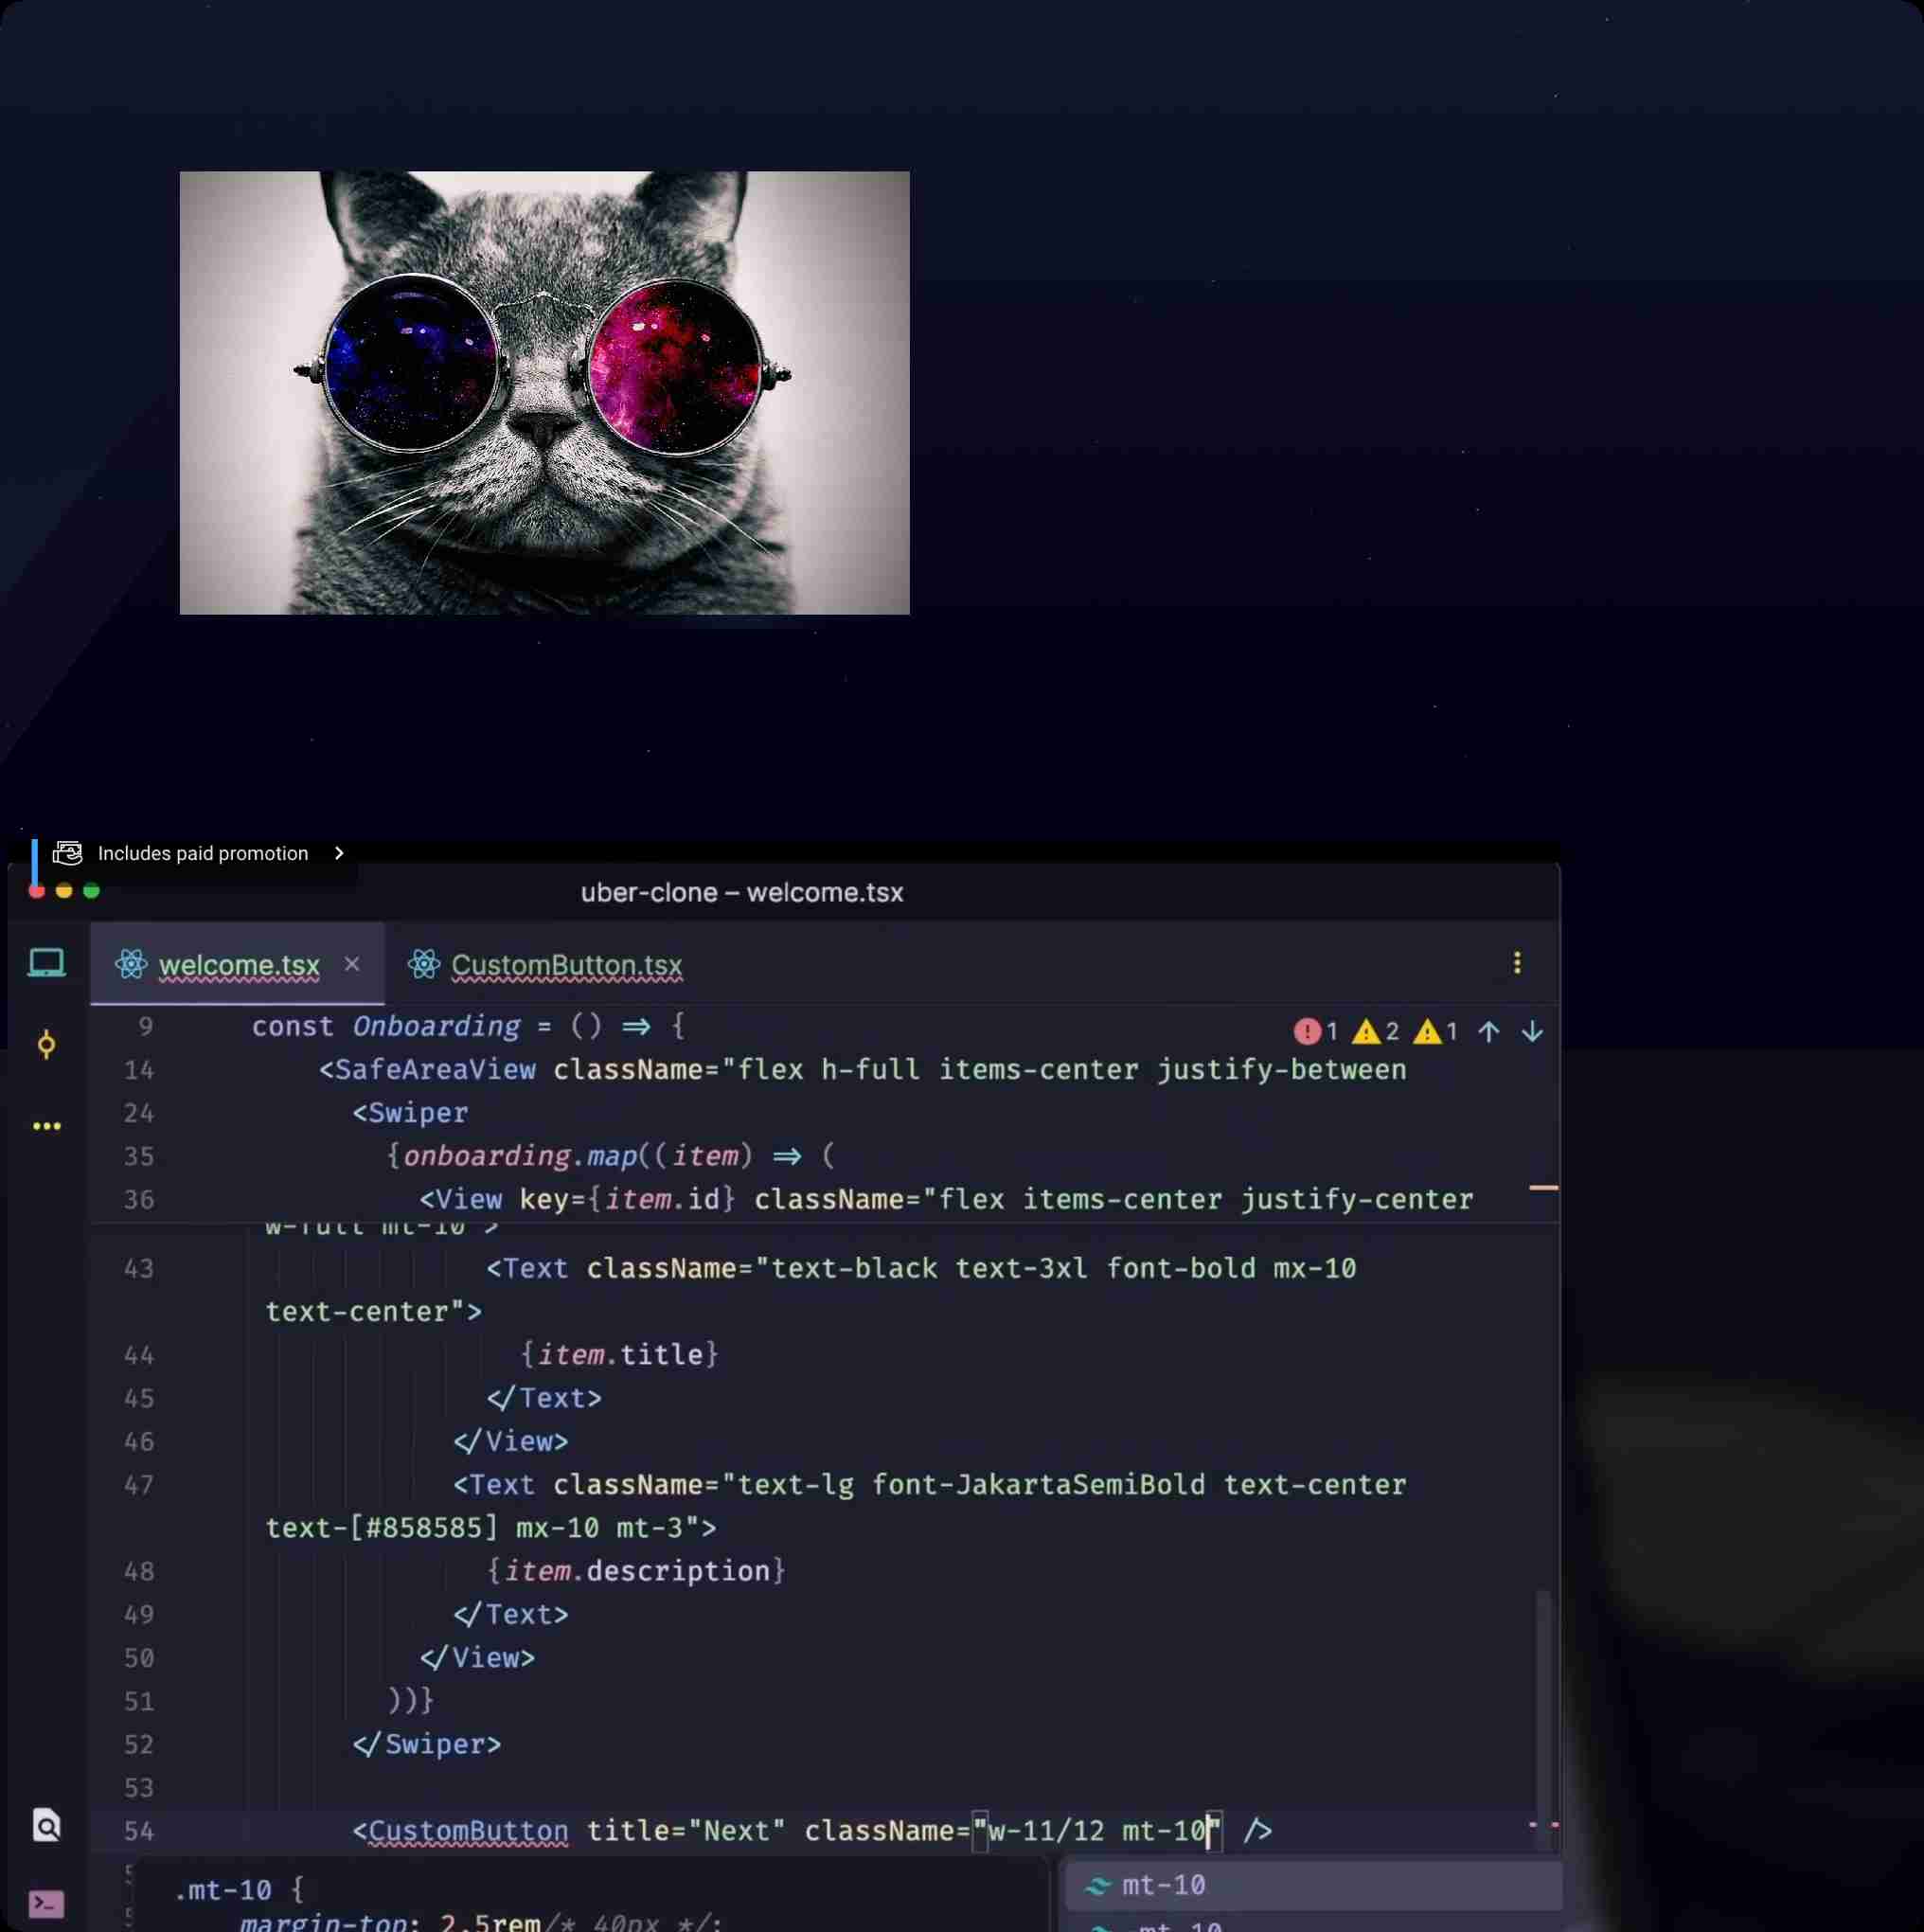 Includes paid promotion
uber-clone – welcome.tsx
welcome.tsx × CustomButton.tsx
9 const Onboarding = () => { 1 2 1
14 <SafeAreaView className="flex h-full items-center justify-between
24 <Swiper
35 {onboarding.map((item) => (
36 <View key={item.id} className="flex items-center justify-center
w-full mt-10">
43 <Text className="text-black text-3xl font-bold mx-10
text-center">
44 {item.title}
45 </Text>
46 </View>
47 <Text className="text-lg font-JakartaSemiBold text-center
text-[#858585] mx-10 mt-3">
48 {item.description}
49 </Text>
50 </View>
51 ))}
52 </Swiper>
53
54 <CustomButton title="Next" className="w-11/12 mt-10" />
.mt-10 { mt-10
margin-top: 2.5rem/* 40px */; -mt-10